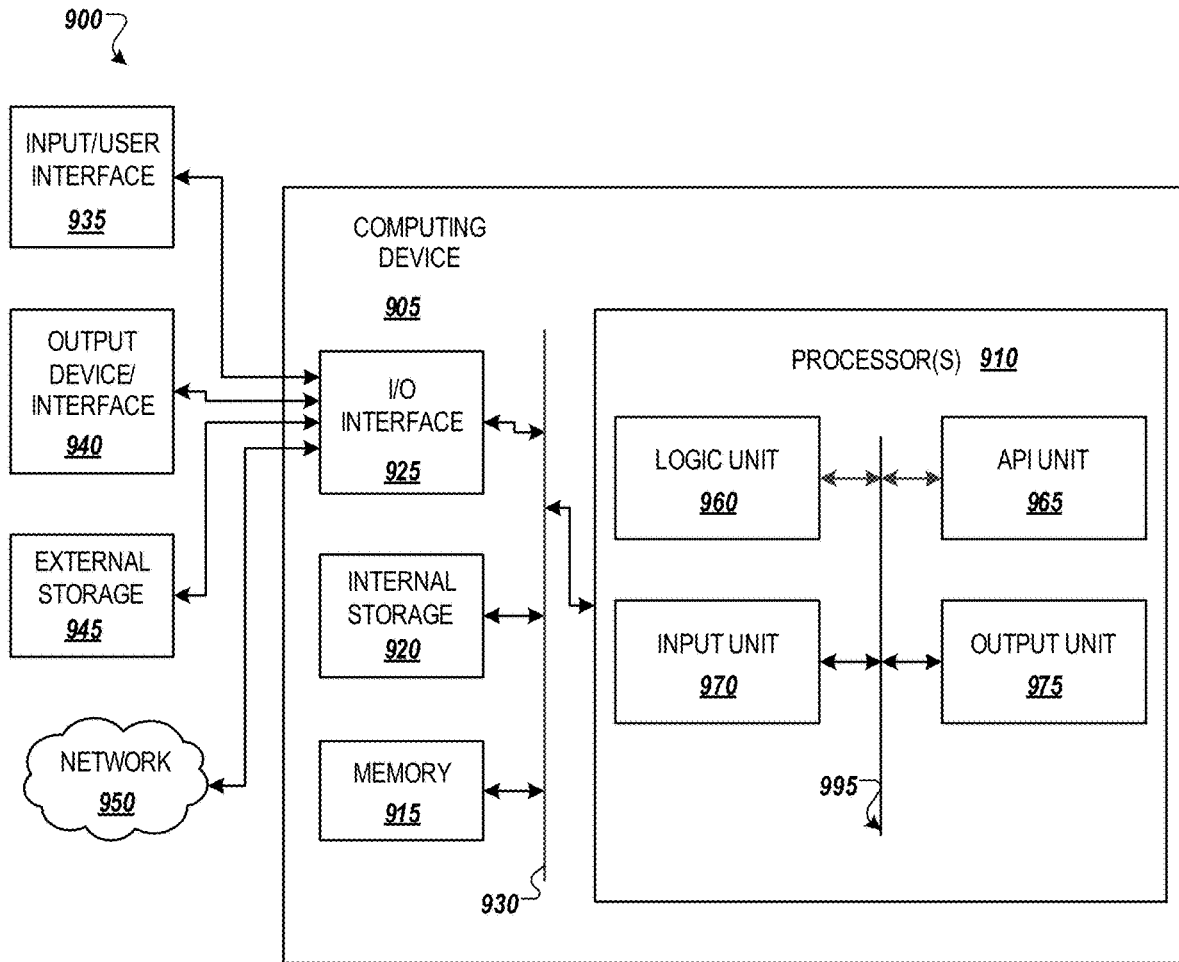 900
INPUT/USER
INTERFACE
935
OUTPUT
DEVICE/
INTERFACE
940
EXTERNAL
STORAGE
945
NETWORK
950
COMPUTING
DEVICE
905
I/O
INTERFACE
925
INTERNAL
STORAGE
920
MEMORY
915
930
PROCESSOR(S) 910
LOGIC UNIT
960
API UNIT
965
INPUT UNIT
970
OUTPUT UNIT
975
995